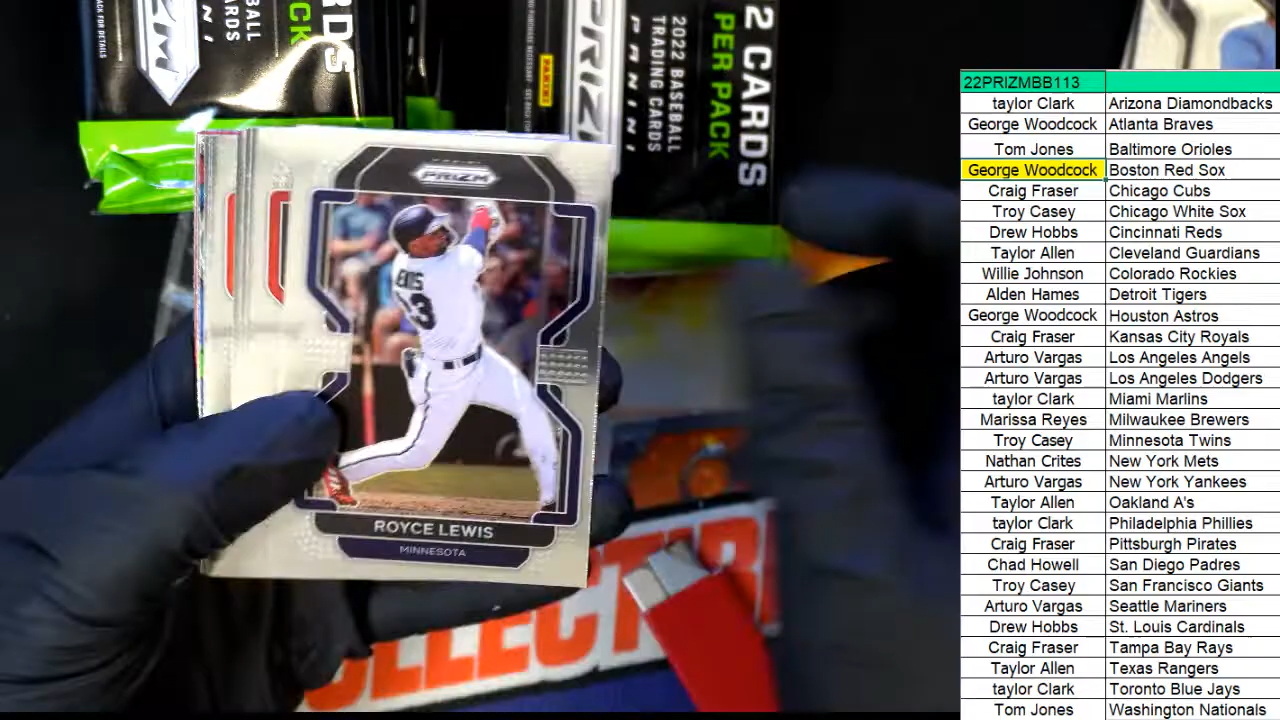 2 CARDS
PER PACK
2022 BASEBALL
TRADING CARDS
PANINI
PRIZM
PANINI
PRIZM
ROYCE LEWIS
MINNESOTA
22PRIZMBB113
taylor Clark Arizona Diamondbacks
George Woodcock Atlanta Braves
Tom Jones Baltimore Orioles
George Woodcock Boston Red Sox
Craig Fraser Chicago Cubs
Troy Casey Chicago White Sox
Drew Hobbs Cincinnati Reds
Taylor Allen Cleveland Guardians
Willie Johnson Colorado Rockies
Alden Hames Detroit Tigers
George Woodcock Houston Astros
Craig Fraser Kansas City Royals
Arturo Vargas Los Angeles Angels
Arturo Vargas Los Angeles Dodgers
taylor Clark Miami Marlins
Marissa Reyes Milwaukee Brewers
Troy Casey Minnesota Twins
Nathan Crites New York Mets
Arturo Vargas New York Yankees
Taylor Allen Oakland A's
taylor Clark Philadelphia Phillies
Craig Fraser Pittsburgh Pirates
Chad Howell San Diego Padres
Troy Casey San Francisco Giants
Arturo Vargas Seattle Mariners
Drew Hobbs St. Louis Cardinals
Craig Fraser Tampa Bay Rays
Taylor Allen Texas Rangers
taylor Clark Toronto Blue Jays
Tom Jones Washington Nationals